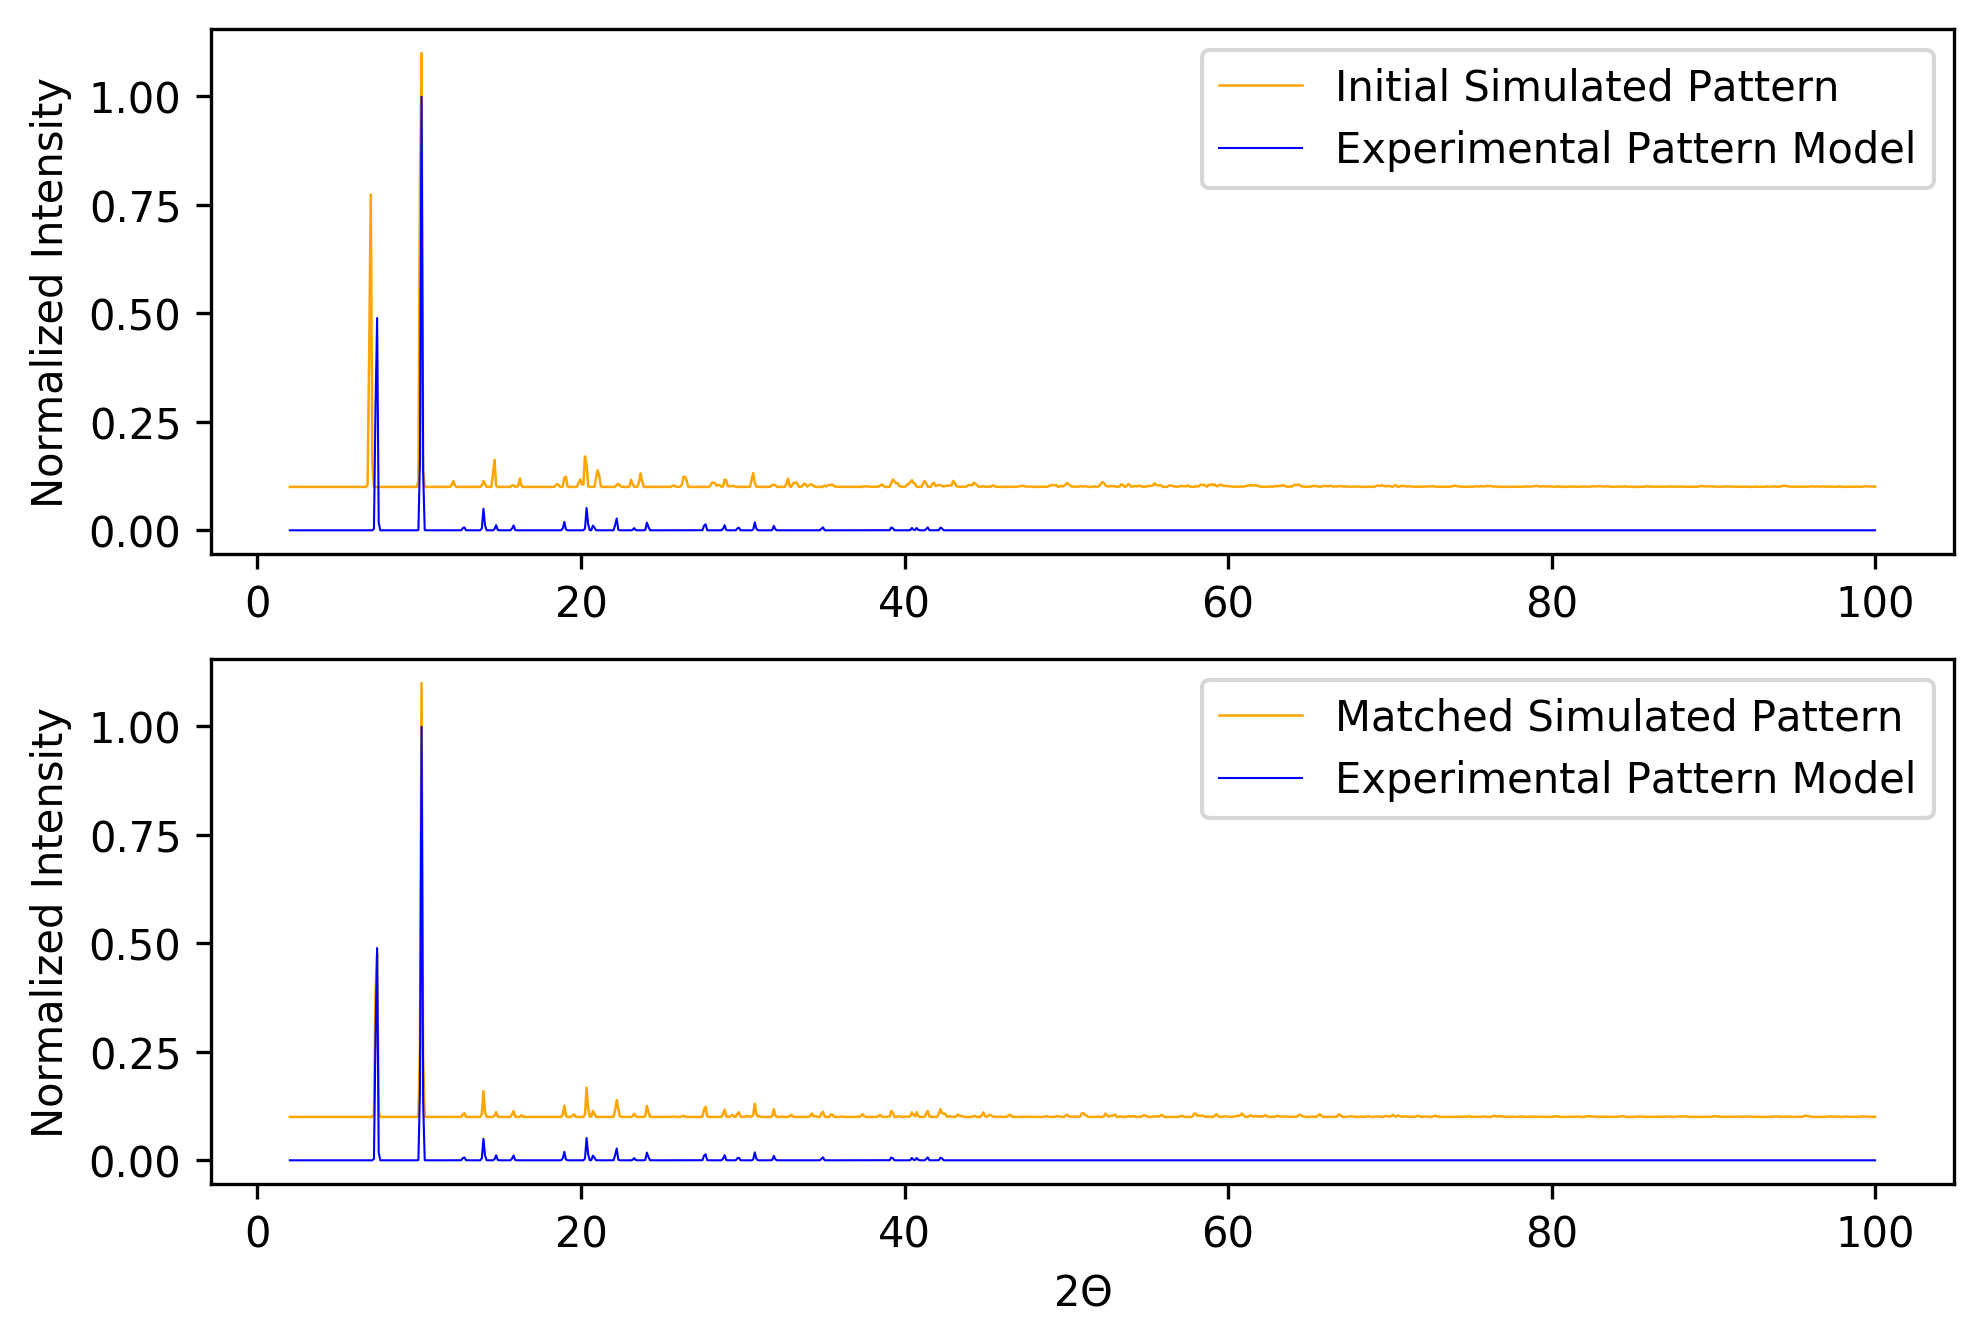 Normalized Intensity
1.00
0.75
0.50
0.25
0.00
Initial Simulated Pattern
Experimental Pattern Model
0 20 40 60 80 100
Normalized Intensity
1.00
0.75
0.50
0.25
0.00
Matched Simulated Pattern
Experimental Pattern Model
0 20 40 60 80 100
2Θ